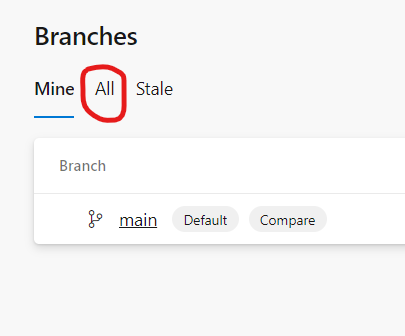 Branches
Mine All Stale
Branch
main Default Compare